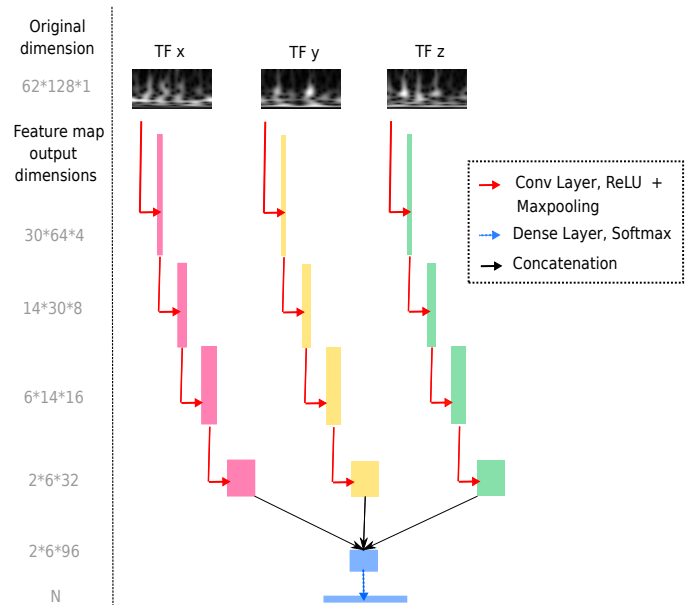 Original
dimension
TF x
TF y
TF z
62*128*1
Feature map
output
dimensions
30*64*4
14*30*8
6*14*16
2*6*32
2*6*96
N
Conv Layer, ReLU +
Maxpooling
Dense Layer, Softmax
Concatenation